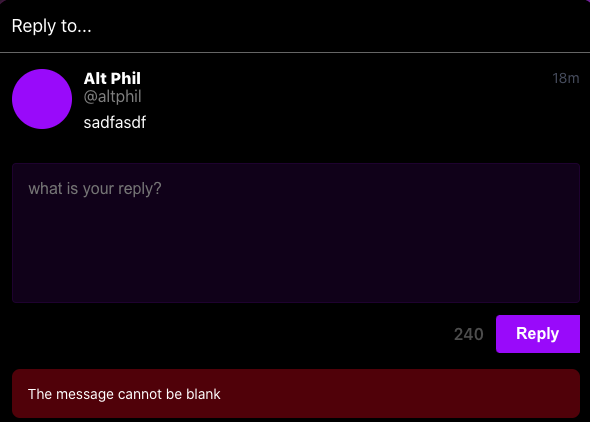 Reply to...
Alt Phil 18m
@altphil
sadfasdf
what is your reply?
240 Reply
The message cannot be blank